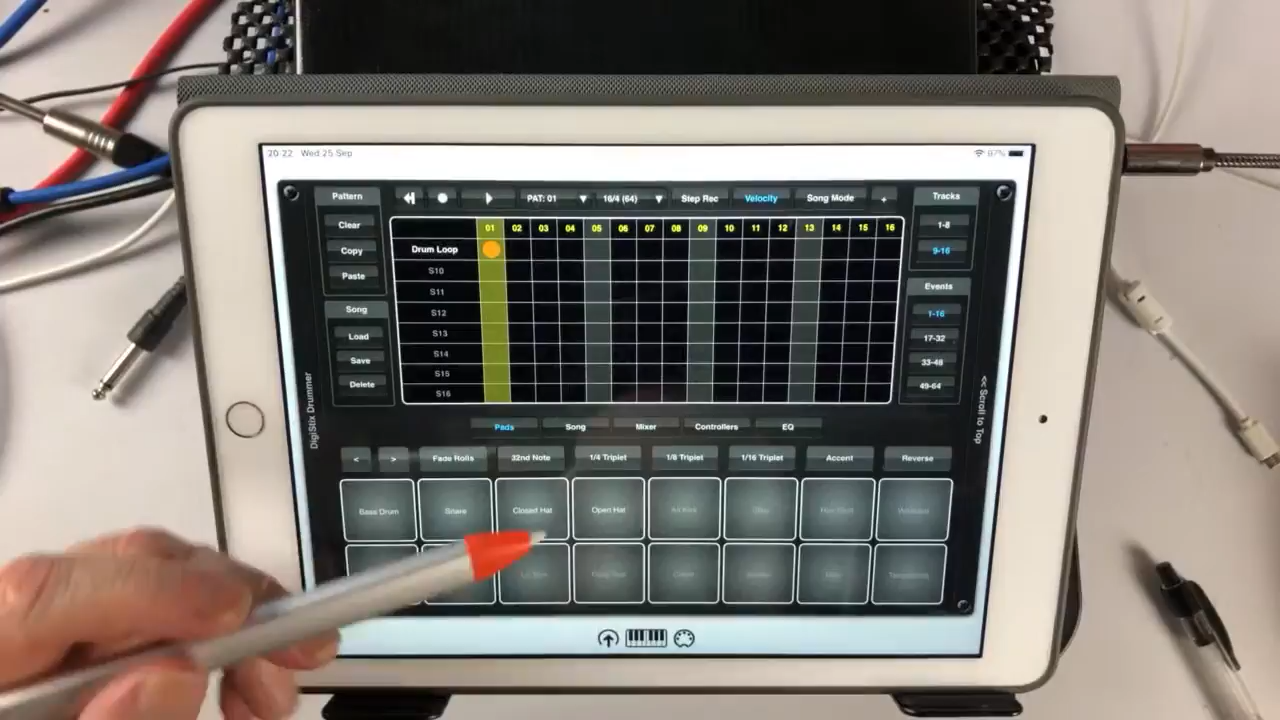 20:22 Wed 25 Sep
97%
Pattern PAT: 01 16/4 (64) Step Rec Velocity Song Mode + Tracks
Clear
Copy
Paste
Song
Load
Save
Delete
01 02 03 04 05 06 07 08 09 10 11 12 13 14 15 16
Drum Loop
S10
S11
S12
S13
S14
S15
S16
1-8
9-16
Events
1-16
17-32
33-48
49-64
DigiStix Drummer
<< Scroll to Top
Pads Song Mixer Controllers EQ
< > Fade Rolls 32nd Note 1/4 Triplet 1/8 Triplet 1/16 Triplet Accent Reverse
Bass Drum Snare Closed Hat Open Hat